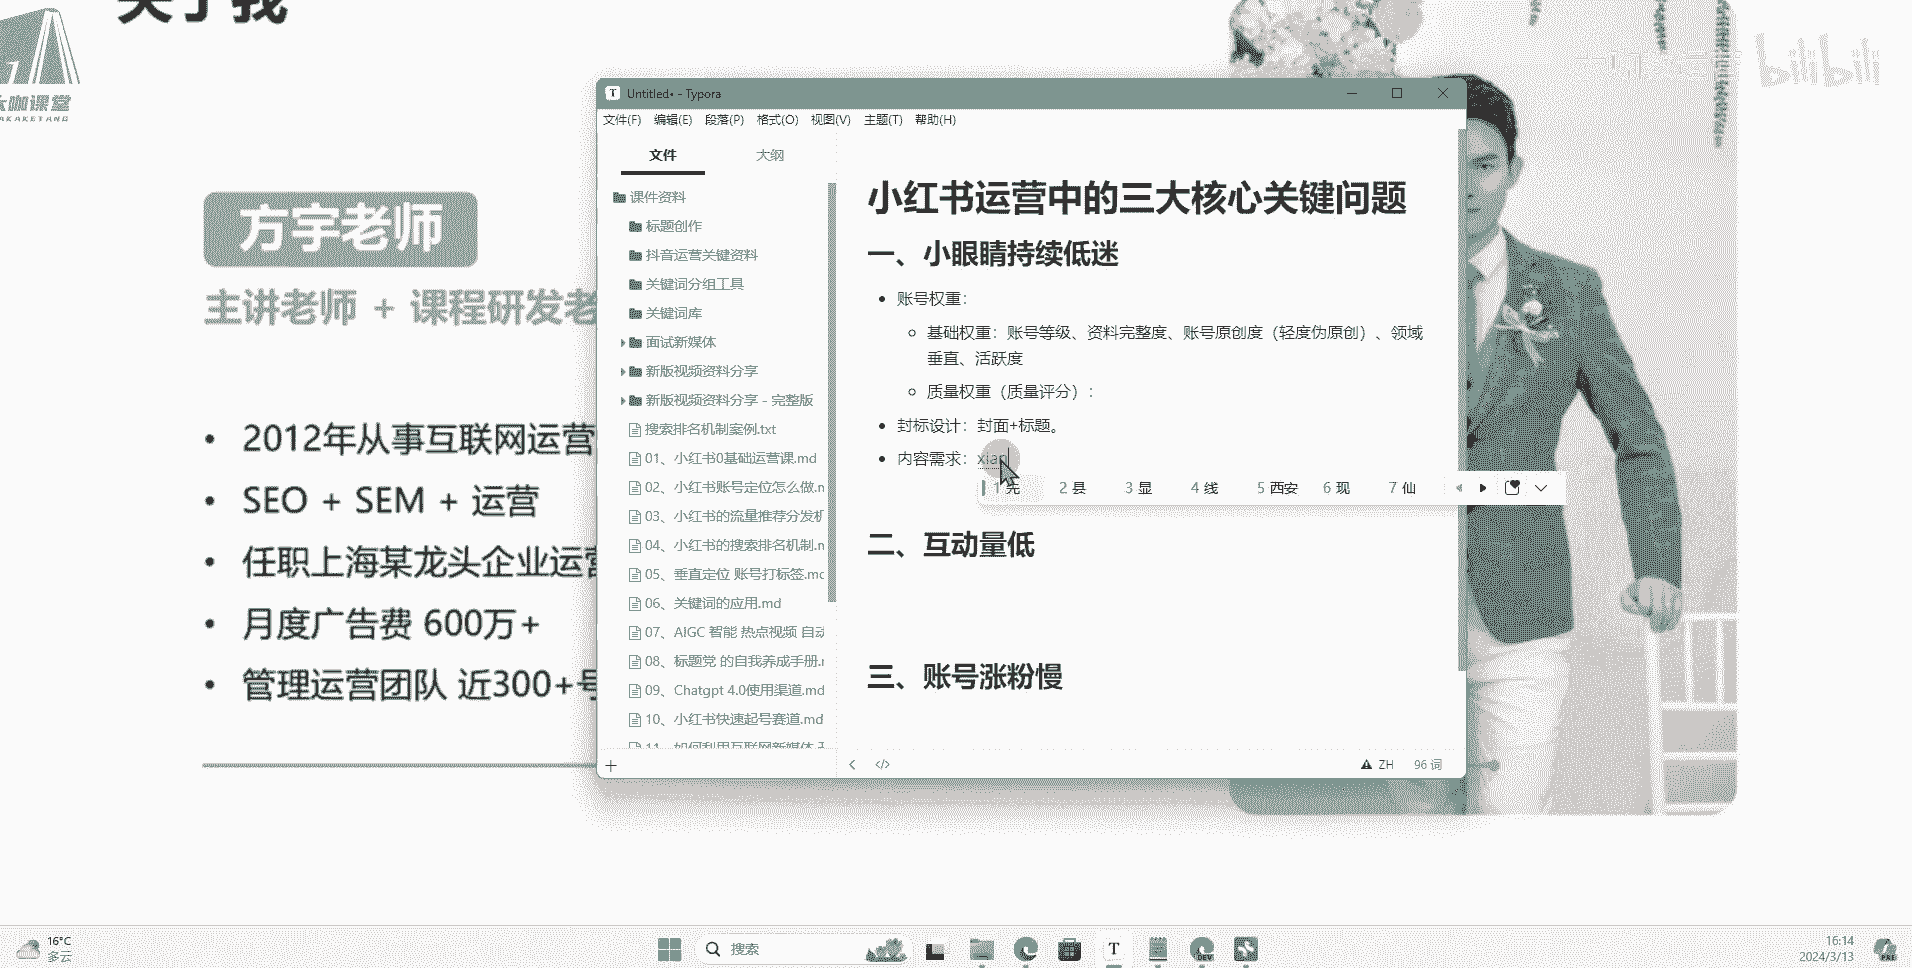 关于我
大咖课堂
AKAKETANG
bilibili
方宇老师
主讲老师 + 课程研发老
2012年从事互联网运营
SEO + SEM + 运营
任职上海某龙头企业运营
月度广告费 600万+
管理运营团队 近300+号
Untitled• - Typora
文件(F) 编辑(E) 段落(P) 格式(O) 视图(V) 主题(T) 帮助(H)
文件 大纲
课件资料
标题创作
抖音运营关键资料
关键词分组工具
关键词库
面试新媒体
新版视频资料分享
新版视频资料分享 - 完整版
搜索排名机制案例.txt
01、小红书0基础运营课.md
02、小红书账号定位怎么做.m
03、小红书的流量推荐分发机
04、小红书的搜索排名机制.m
05、垂直定位 账号打标签.mc
06、关键词的应用.md
07、AIGC 智能 热点视频 自动
08、标题党 的自我养成手册.r
09、Chatgpt 4.0使用渠道.md
10、小红书快速起号赛道.md
11、如何利用互联网新媒体
小红书运营中的三大核心关键问题
一、小眼睛持续低迷
账号权重：
基础权重：账号等级、资料完整度、账号原创度（轻度伪原创）、领域
垂直、活跃度
质量权重（质量评分）：
封标设计：封面+标题。
内容需求：xian
1 先 2 县 3 显 4 线 5 西安 6 现 7 仙
二、互动量低
三、账号涨粉慢
ZH 96 词
16°C
多云
搜索
T
DEV
16:14
2024/3/13
PRE